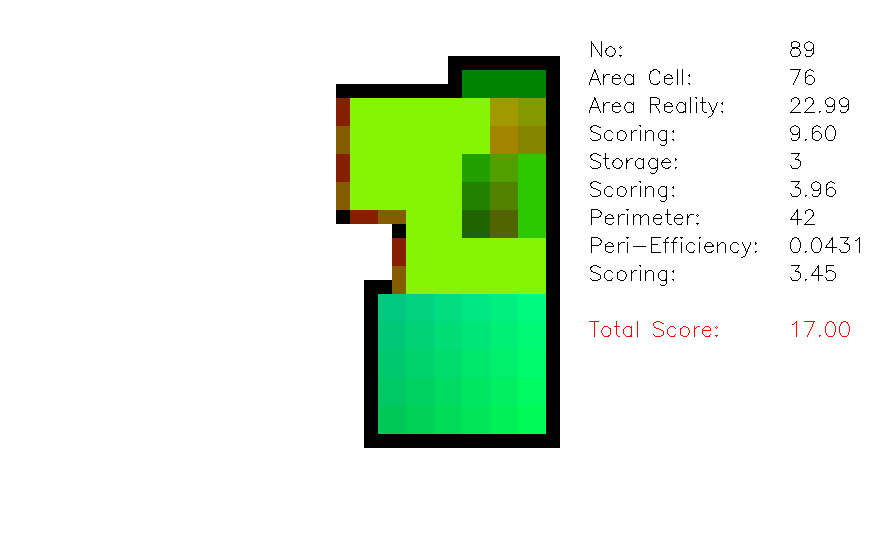 No: 89
Area Cell: 76
Area Reality: 22.99
Scoring: 9.60
Storage: 3
Scoring: 3.96
Perimeter: 42
Peri-Efficiency: 0.0431
Scoring: 3.45
Total Score: 17.00